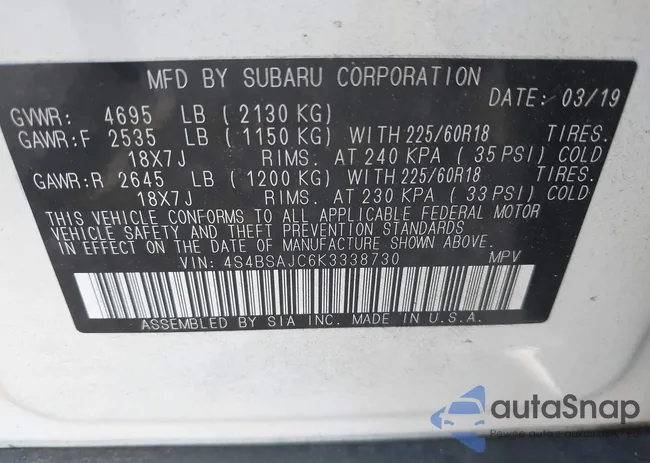 MFD BY SUBARU CORPORATION
DATE: 03/19
GVWR: 4695 LB (2130 KG)
GAWR:F 2535 LB (1150 KG) WITH 225/60R18 TIRES.
18X7J RIMS. AT 240 KPA (35 PSI) COLD
GAWR:R 2645 LB (1200 KG) WITH 225/60R18 TIRES.
18X7J RIMS. AT 230 KPA (33 PSI) COLD
THIS VEHICLE CONFORMS TO ALL APPLICABLE FEDERAL MOTOR
VEHICLE SAFETY AND THEFT PREVENTION STANDARDS
IN EFFECT ON THE DATE OF MANUFACTURE SHOWN ABOVE.
VIN: 4S4BSAJC6K3338730 MPV
ASSEMBLED BY SIA INC. MADE IN U.S.A.
autaSnap
Pewne auto z